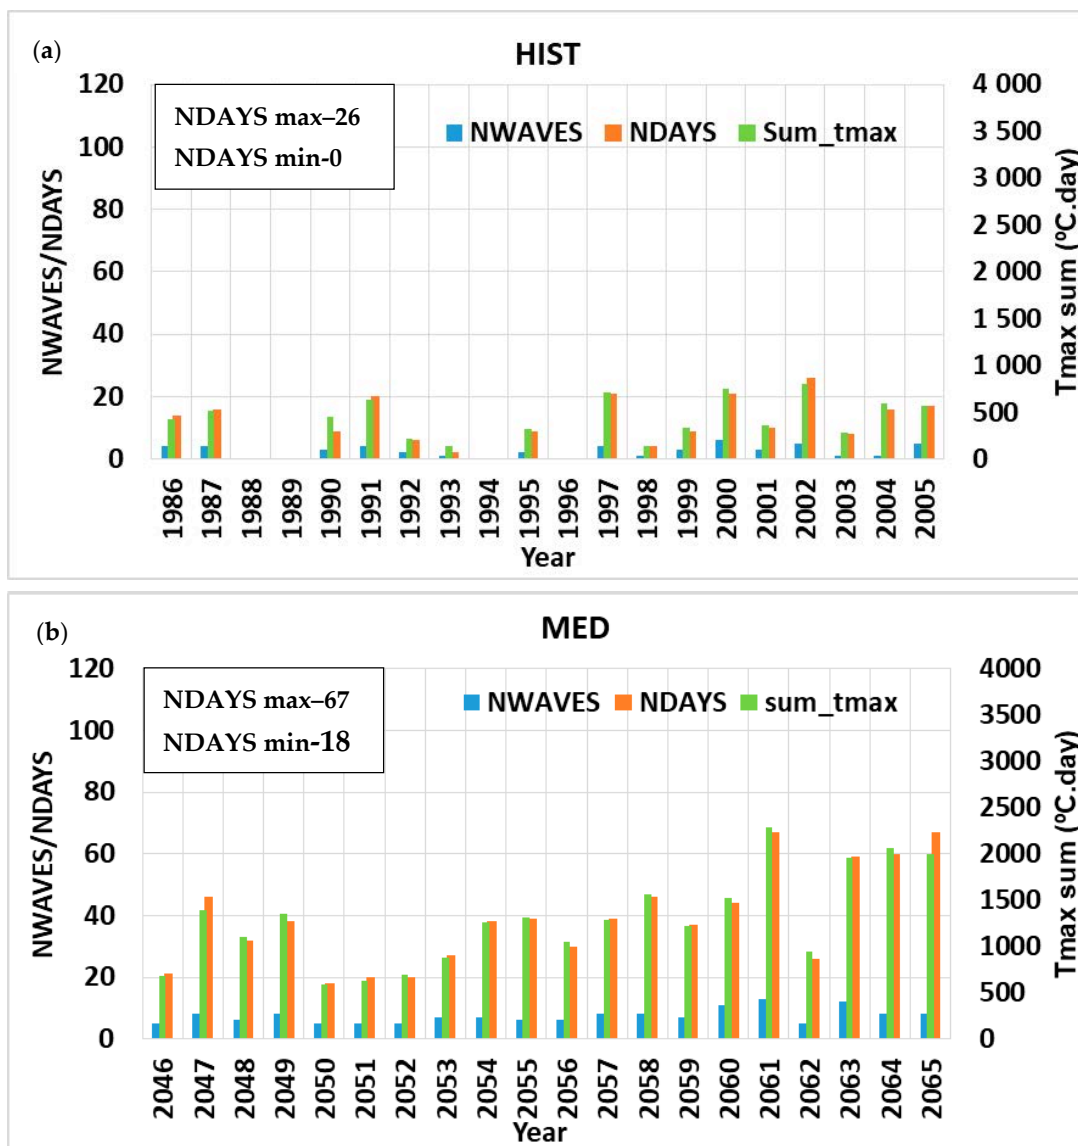 (a)
HIST
NDAYS max–26
NDAYS min-0
NWAVES NDAYS Sum_tmax
NWAVES/NDAYS
120
100
80
60
40
20
0
4 000
3 500
3 000
2 500
2 000
1 500
1 000
500
0
Tmax sum (ºC.day)
1986 1987 1988 1989 1990 1991 1992 1993 1994 1995 1996 1997 1998 1999 2000 2001 2002 2003 2004 2005
Year
(b)
MED
NDAYS max–67
NDAYS min-18
NWAVES NDAYS sum_tmax
NWAVES/NDAYS
120
100
80
60
40
20
0
4000
3500
3000
2500
2000
1500
1000
500
0
Tmax sum (ºC.day)
2046 2047 2048 2049 2050 2051 2052 2053 2054 2055 2056 2057 2058 2059 2060 2061 2062 2063 2064 2065
Year